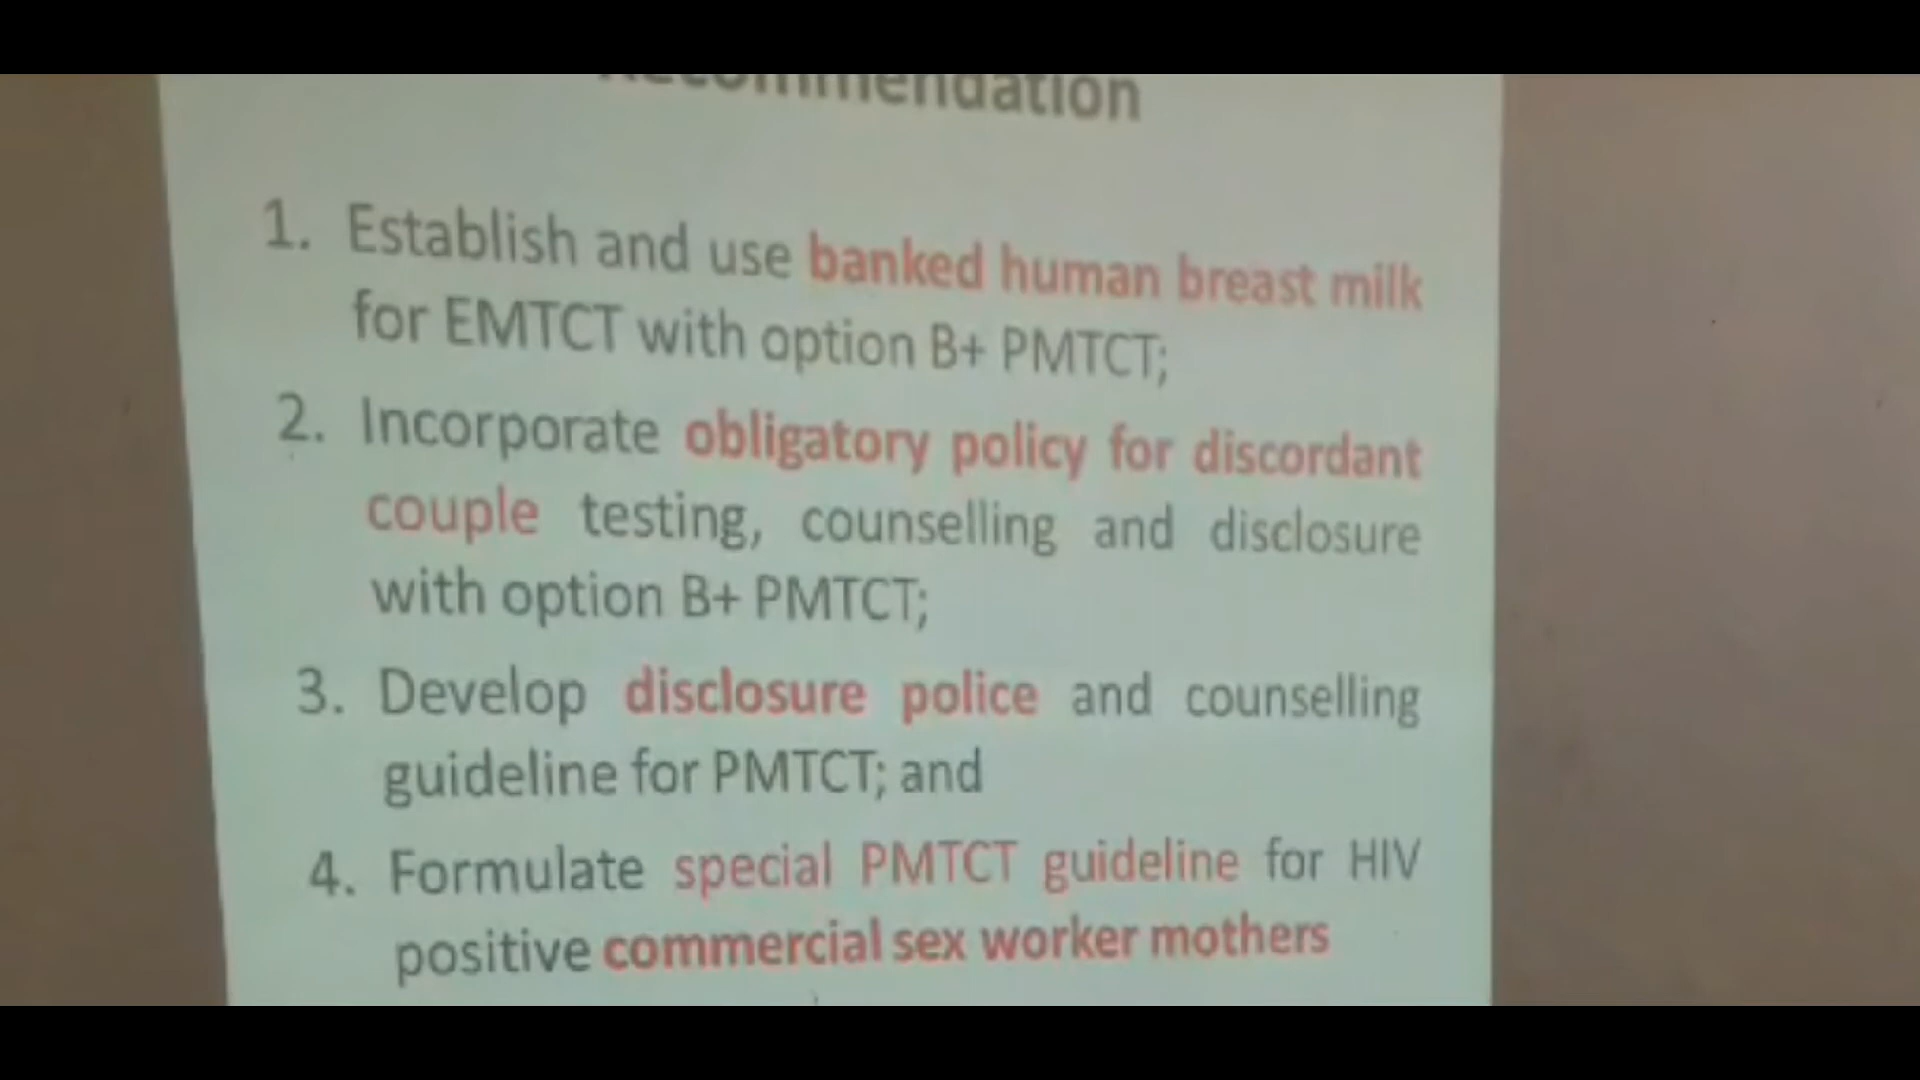 Recommendation
1. Establish and use banked human breast milk
for EMTCT with option B+ PMTCT;
2. Incorporate obligatory policy for discordant
couple testing, counselling and disclosure
with option B+ PMTCT;
3. Develop disclosure police and counselling
guideline for PMTCT; and
4. Formulate special PMTCT guideline for HIV
positive commercial sex worker mothers